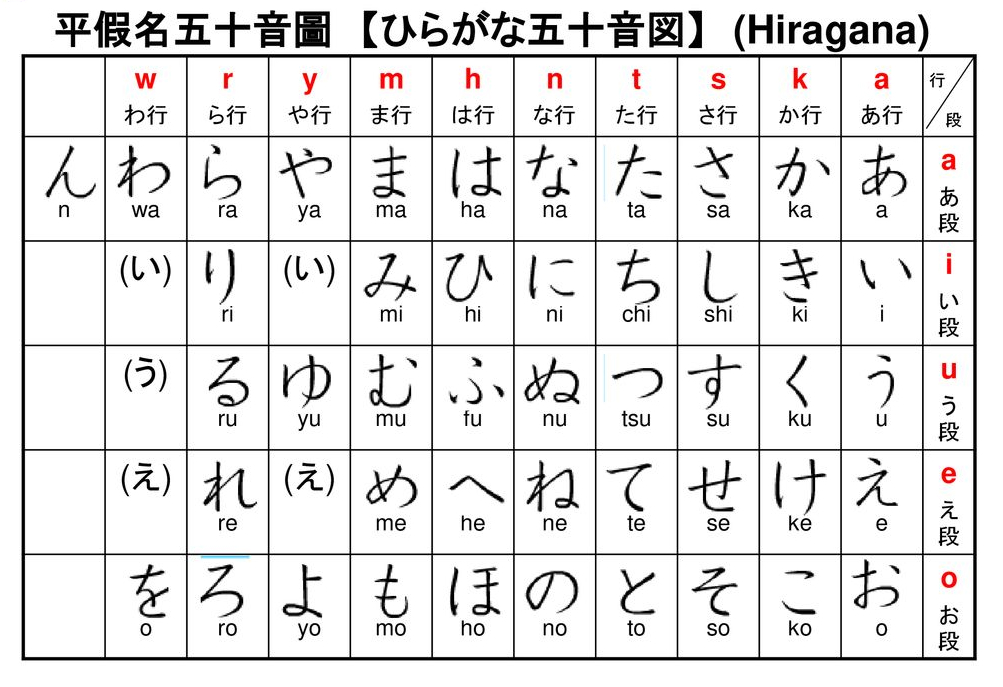 平假名五十音圖 【ひらがな五十音図】 (Hiragana)
w r y m h n t s k a 行
わ行 ら行 や行 ま行 は行 な行 た行 さ行 か行 あ行 段
ん わ ら や ま は な た さ か あ a
n wa ra ya ma ha na ta sa ka a あ段
(い) り (い) み ひ に ち し き い i
ri mi hi ni chi shi ki i い段
(う) る ゆ む ふ ぬ つ す く う u
ru yu mu fu nu tsu su ku u う段
(え) れ (え) め へ ね て せ け え e
re me he ne te se ke e え段
を ろ よ も ほ の と そ こ お o
o ro yo mo ho no to so ko o お段